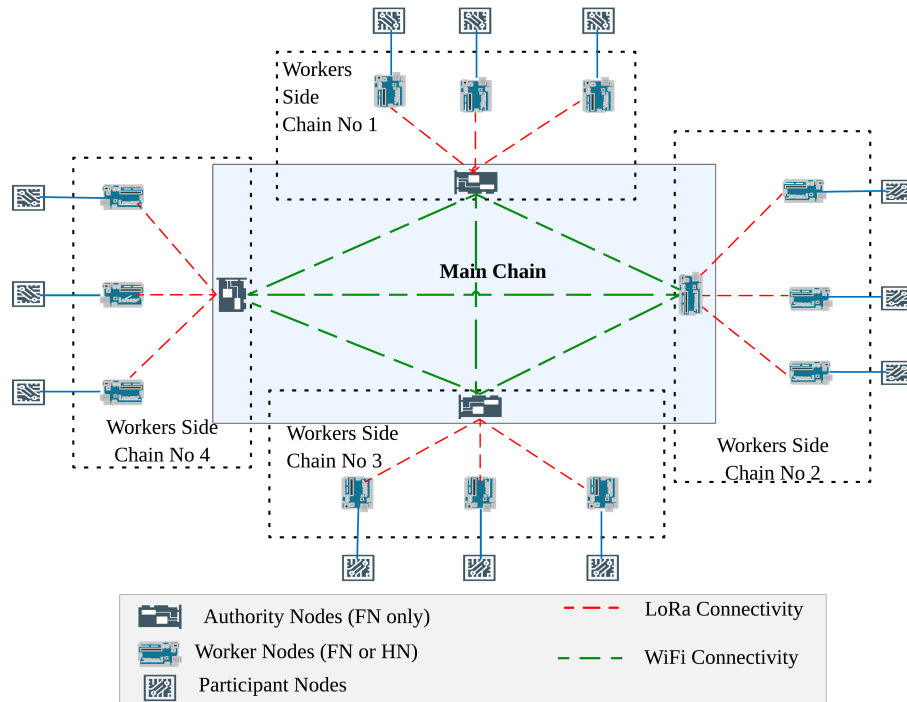 Workers
Side
Chain No 1
Main Chain
Workers Side
Chain No 4
Workers Side
Chain No 3
Workers Side
Chain No 2
Authority Nodes (FN only)
LoRa Connectivity
Worker Nodes (FN or HN)
WiFi Connectivity
Participant Nodes